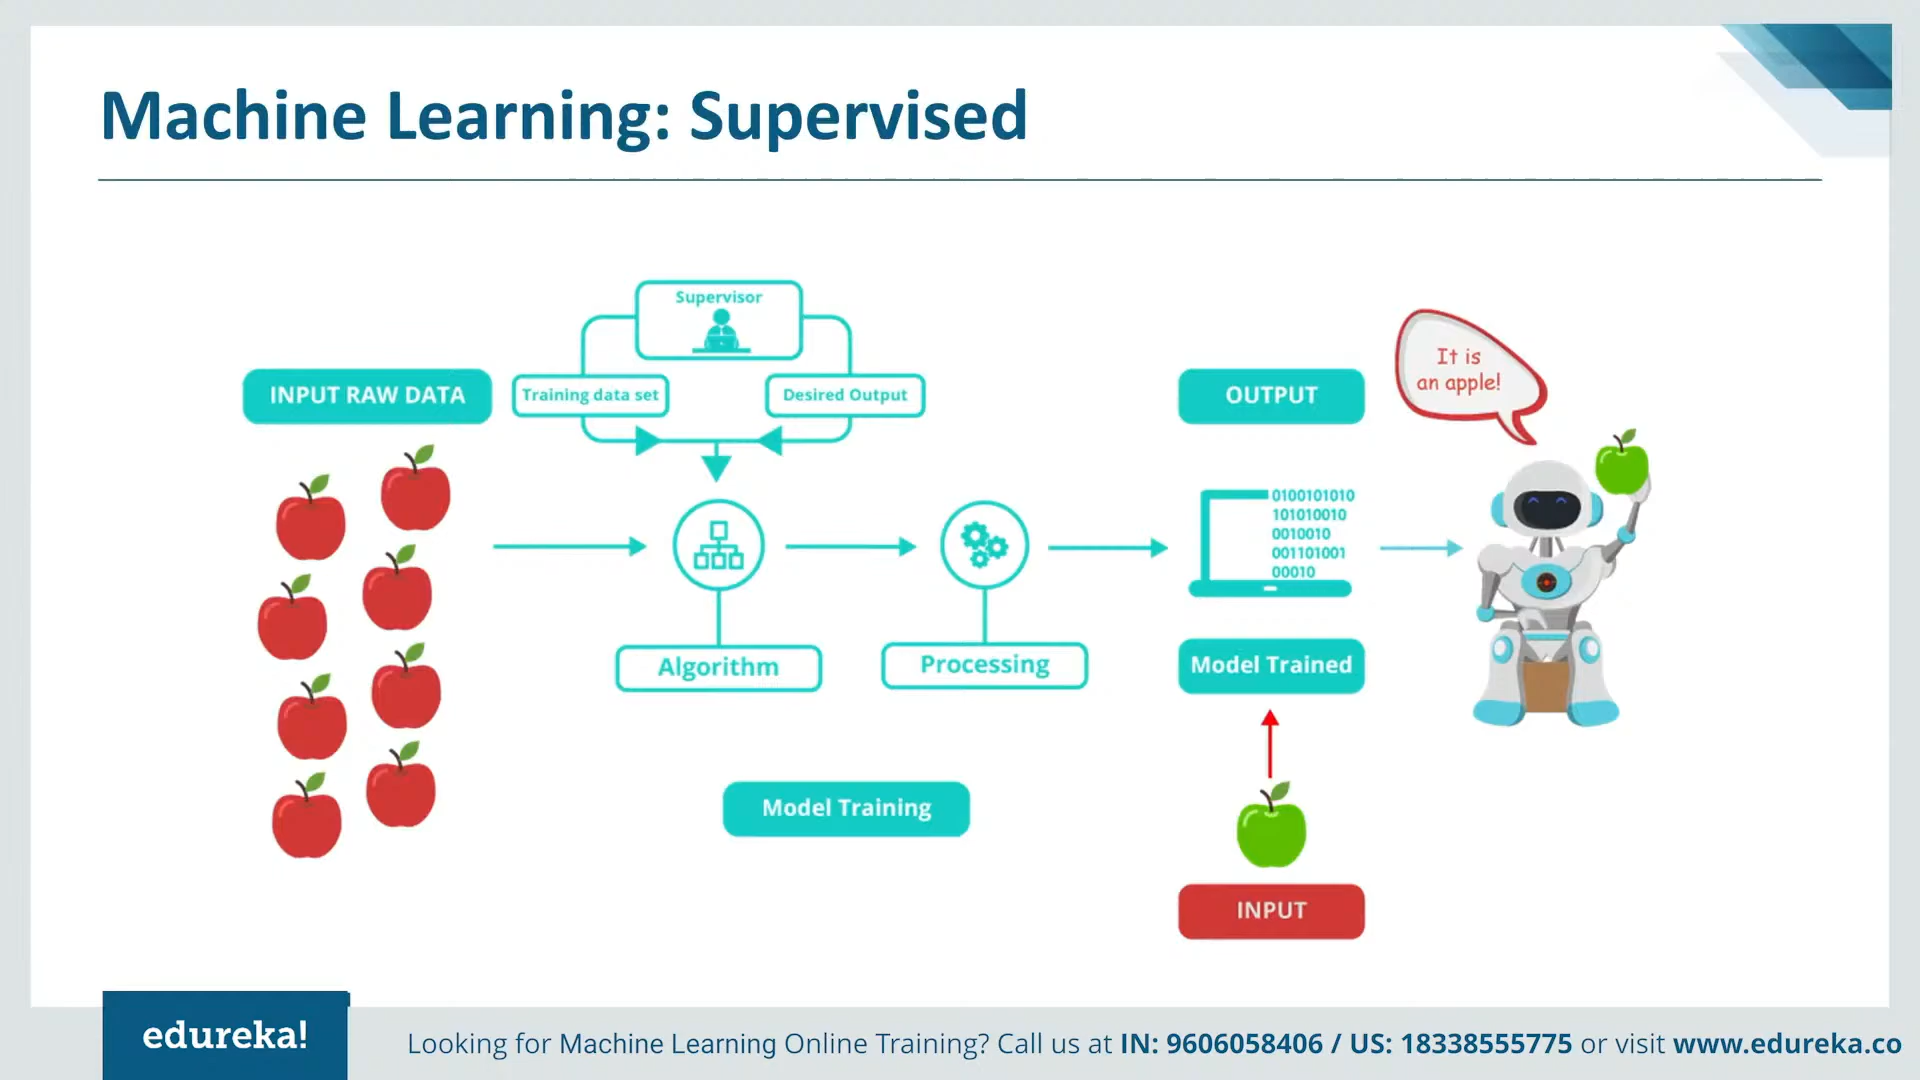 Machine Learning: Supervised
Supervisor
INPUT RAW DATA
Training data set
Desired Output
OUTPUT
It is
an apple!
0100101010
101010010
0010010
001101001
00010
Algorithm
Processing
Model Trained
Model Training
INPUT
edureka!
Looking for Machine Learning Online Training? Call us at IN: 9606058406 / US: 18338555775 or visit www.edureka.co